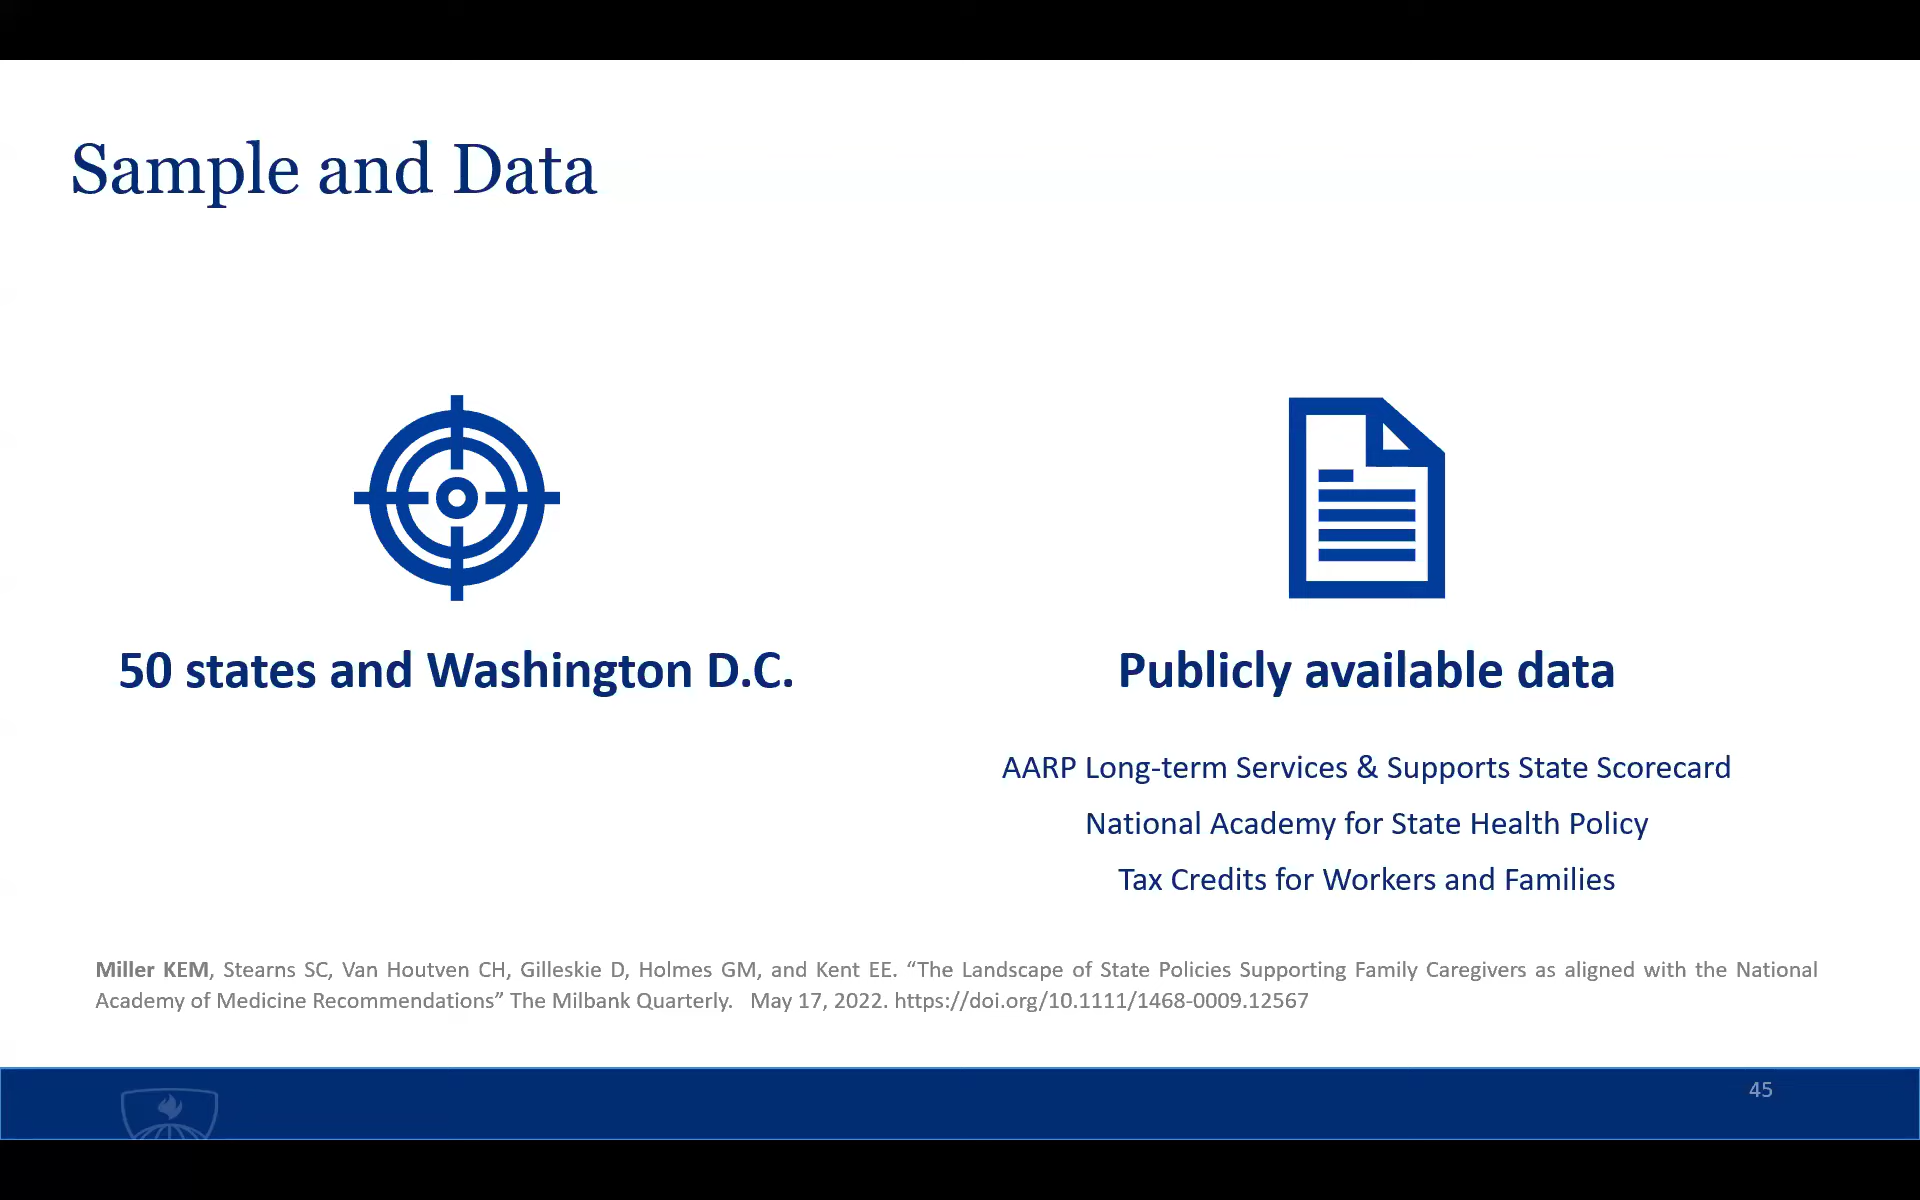 Sample and Data
50 states and Washington D.C.
Publicly available data
AARP Long-term Services & Supports State Scorecard
National Academy for State Health Policy
Tax Credits for Workers and Families
Miller KEM, Stearns SC, Van Houtven CH, Gilleskie D, Holmes GM, and Kent EE. “The Landscape of State Policies Supporting Family Caregivers as aligned with the National
Academy of Medicine Recommendations” The Milbank Quarterly. May 17, 2022. https://doi.org/10.1111/1468-0009.12567
45